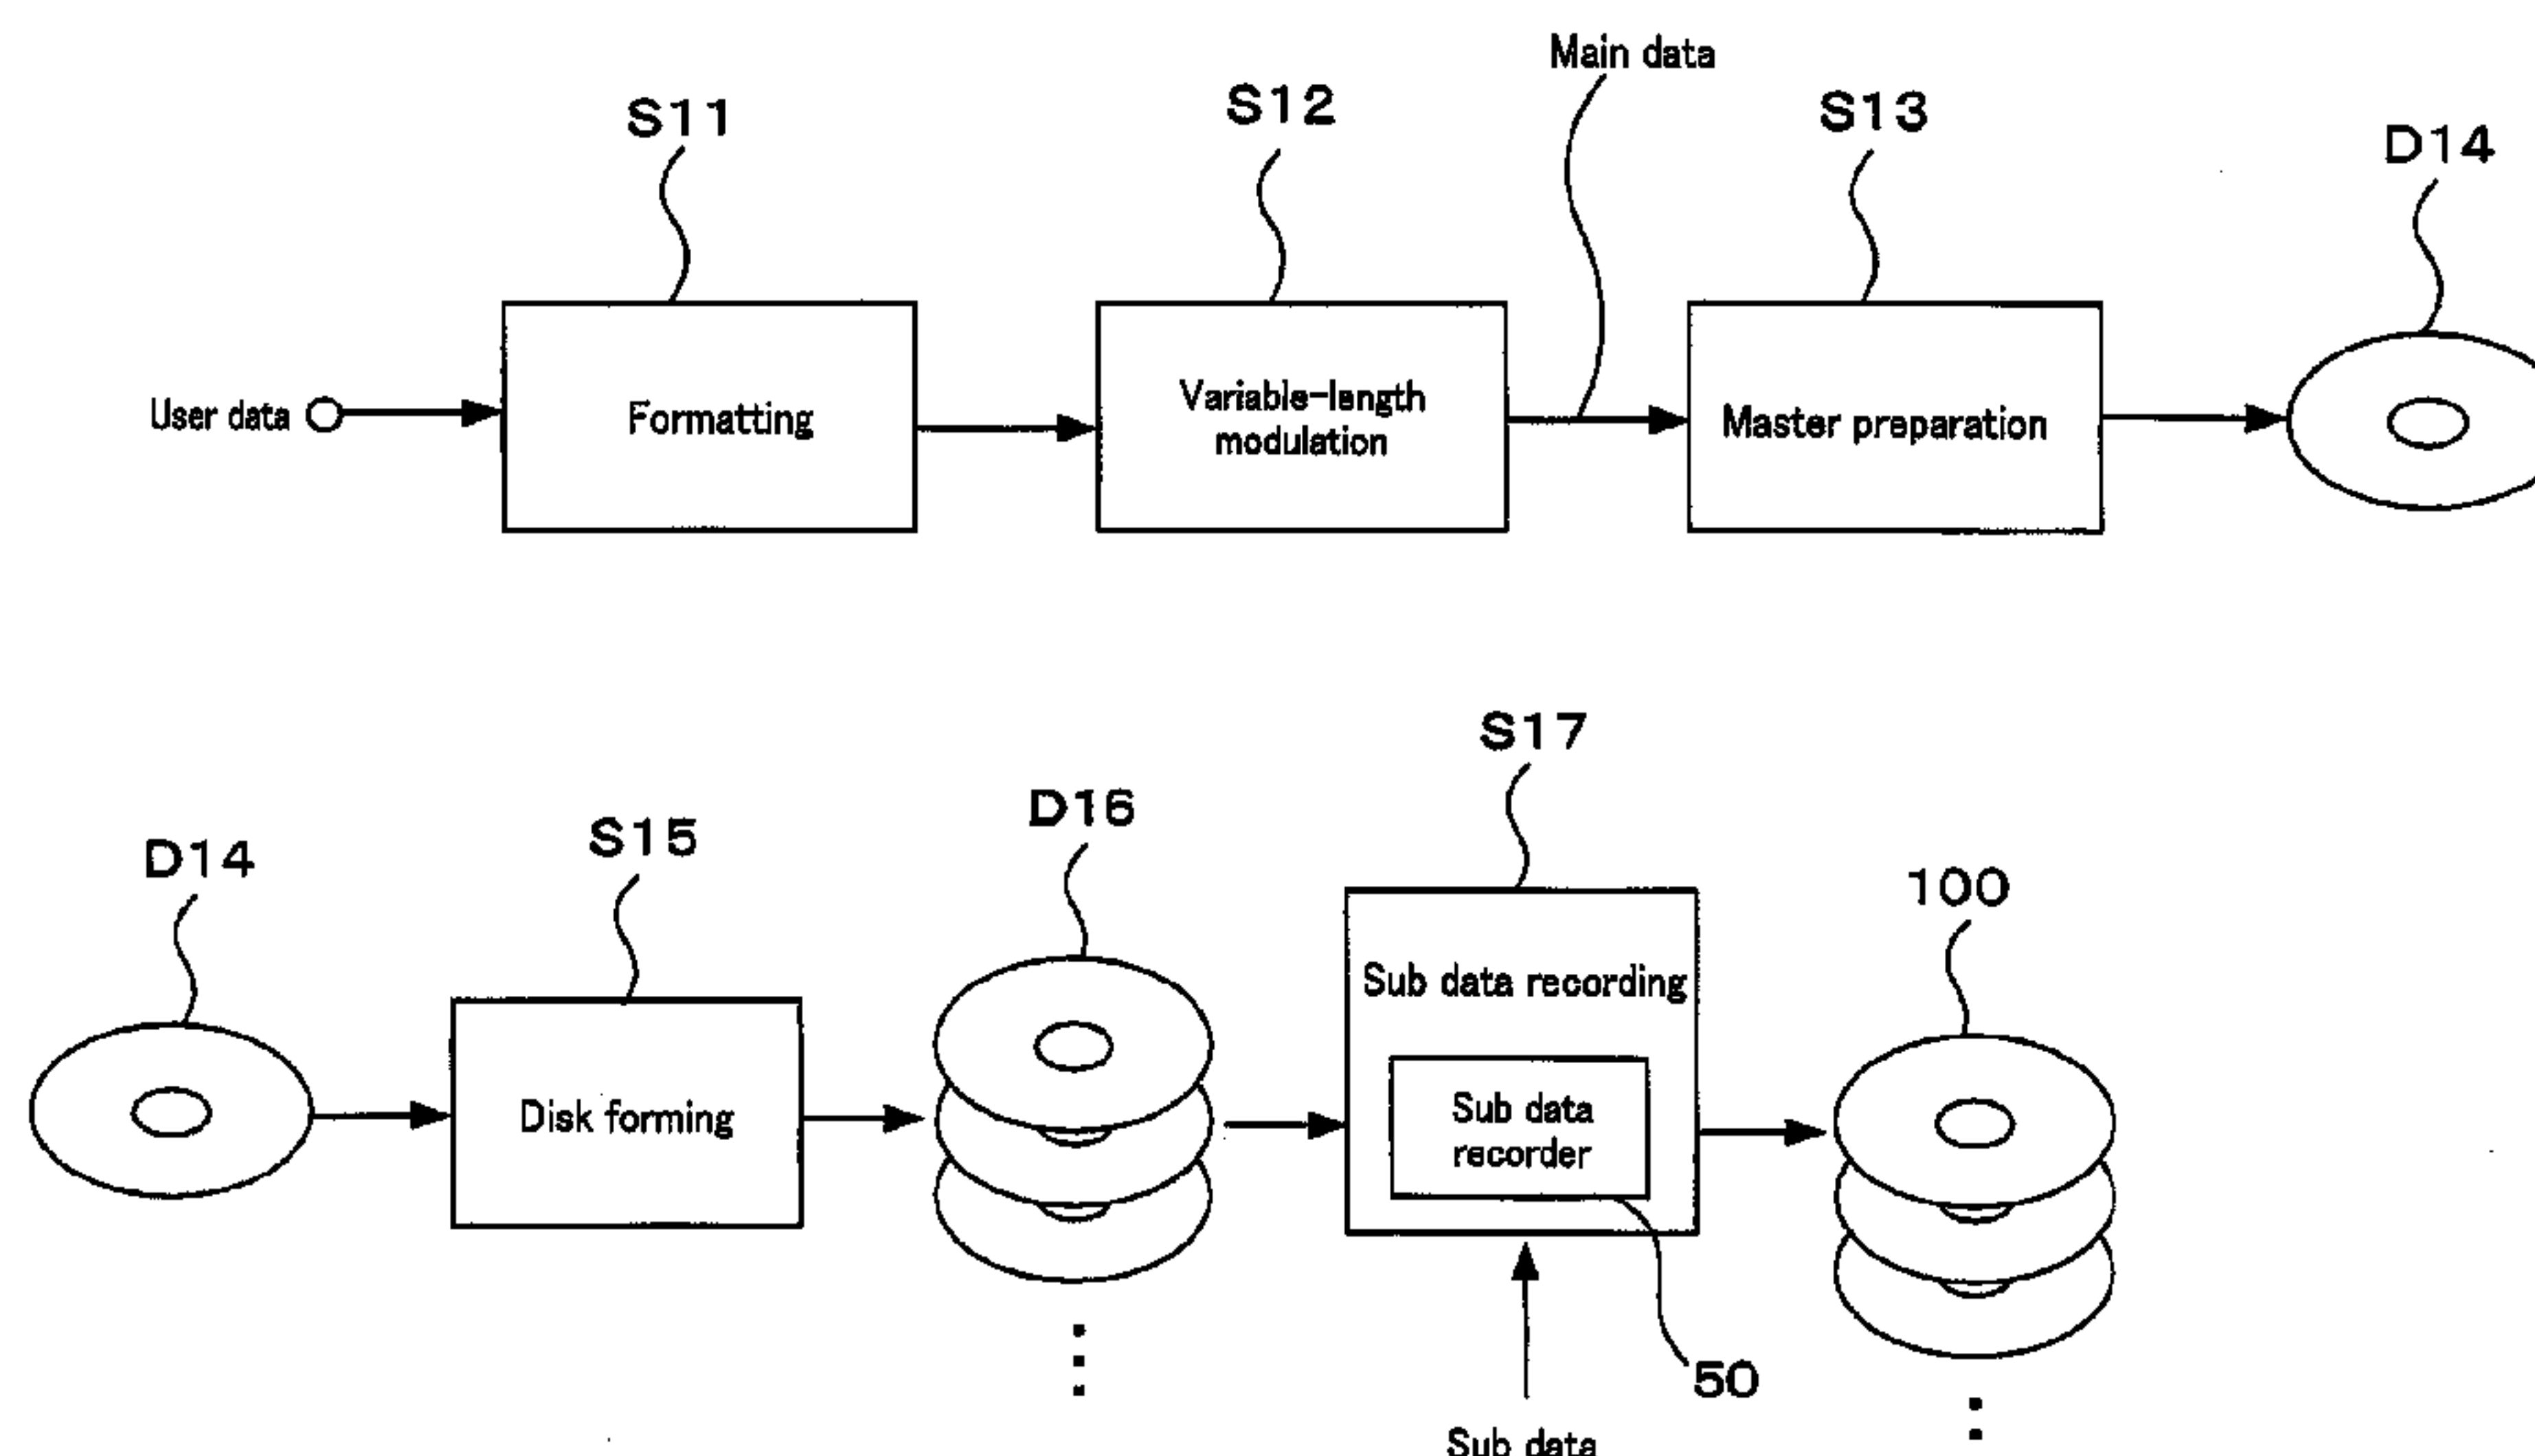 Main data
S11
S12
S13
D14
User data
Formatting
Variable-length
modulation
Master preparation
S17
D16
S15
D14
100
Sub data recording
Disk forming
Sub data
recorder
50
Sub data